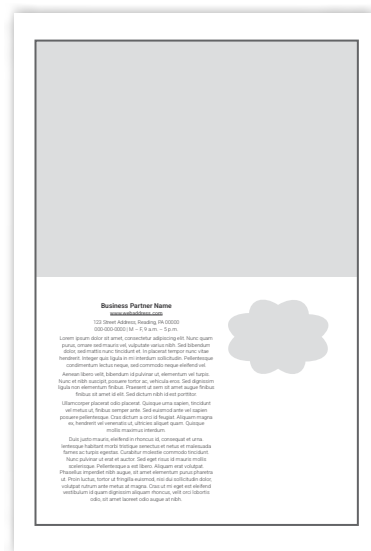 Business Partner Name
www.webaddress.com
123 Street Address, Reading, PA 00000
000-000-0000 | M – F, 9 a.m. – 5 p.m.
Lorem ipsum dolor sit amet, consectetur adipiscing elit. Nunc quam
purus, ornare sed mauris vel, vulputate varius nibh. Sed bibendum
dolor, sed mattis nunc tincidunt et. In placerat tempor nunc vitae
hendrerit. Integer quis ligula in mi interdum sollicitudin. Pellentesque
condimentum lectus neque, sed commodo neque eleifend vel.
Aenean libero velit, bibendum id pulvinar ut, elementum vel turpis.
Nunc et nibh suscipit, posuere tortor ac, vehicula eros. Sed dignissim
ligula non elementum finibus. Praesent ut sem sit amet augue finibus
finibus sit amet id elit. Sed dictum nibh id est porttitor.
Ullamcorper placerat odio placerat. Quisque urna sapien, tincidunt
vel metus ut, finibus semper ante. Sed euismod ante vel sapien
posuere pellentesque. Cras dictum a orci id feugiat. Aliquam magna
ex, hendrerit vel venenatis ut, ultricies aliquet quam. Quisque
mollis maximus interdum.
Duis justo mauris, eleifend in rhoncus id, consequat et urna.
lentesque habitant morbi tristique senectus et netus et malesuada
fames ac turpis egestas. Curabitur molestie commodo tincidunt.
Nunc pulvinar ut erat et auctor. Sed eget risus id mauris mollis
scelerisque. Pellentesque a est libero. Aliquam erat volutpat.
Phasellus imperdiet nibh augue, sit amet elementum purus pharetra
ut. Proin luctus, tortor ut fringilla euismod, nisi dui sollicitudin dolor,
volutpat rutrum ante metus at magna. Cras ut mi eget est eleifend
vestibulum id quam dignissim aliquam rhoncus, velit orci lobortis
odio, sit amet laoreet odio augue at nibh.